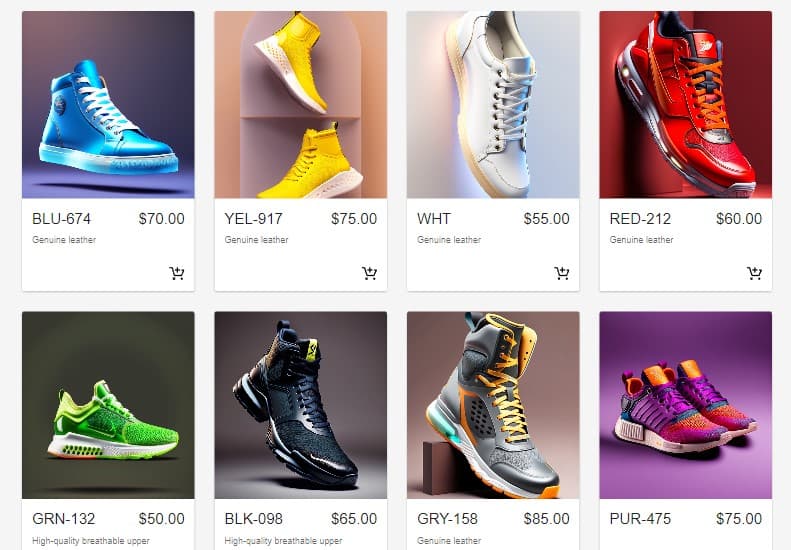 BLU-674 $70.00
Genuine leather
YEL-917 $75.00
Genuine leather
WHT $55.00
Genuine leather
RED-212 $60.00
Genuine leather
GRN-132 $50.00
High-quality breathable upper
BLK-098 $65.00
High-quality breathable upper
GRY-158 $85.00
Genuine leather
PUR-475 $75.00